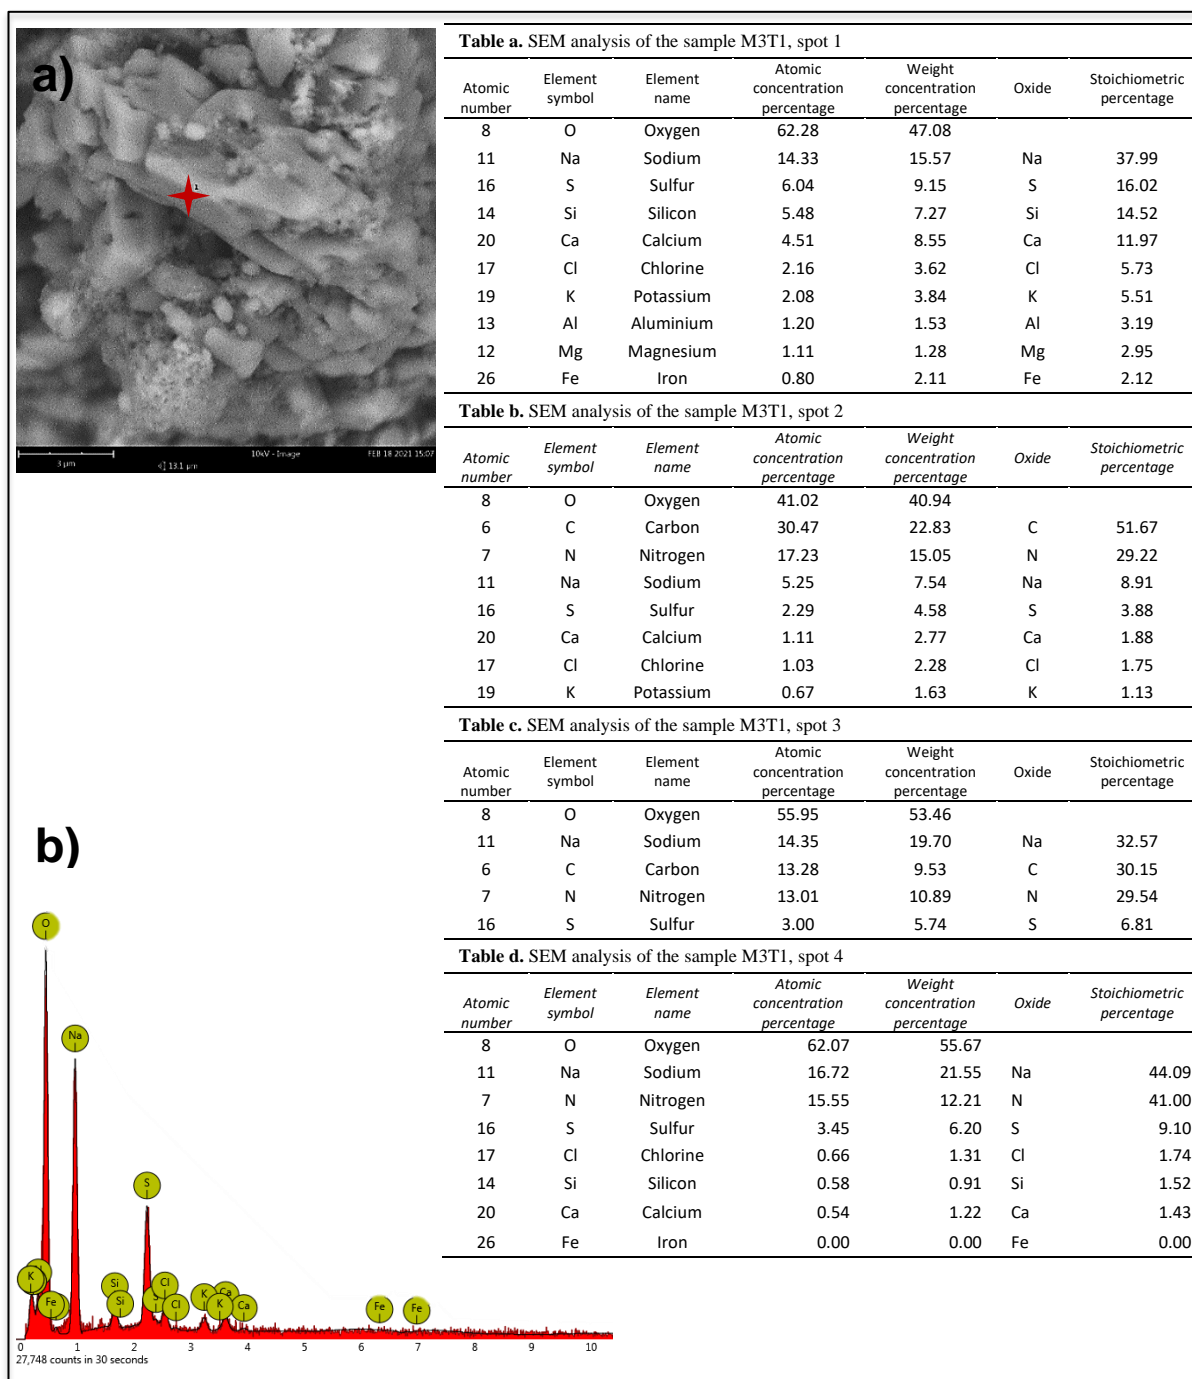 a)
1
3 µm
13.1 µm
10kV - Image
FEB 18 2021 15:07
Table a. SEM analysis of the sample M3T1, spot 1
Atomic number Element symbol Element name Atomic concentration percentage Weight concentration percentage Oxide Stoichiometric percentage
8 O Oxygen 62.28 47.08
11 Na Sodium 14.33 15.57 Na 37.99
16 S Sulfur 6.04 9.15 S 16.02
14 Si Silicon 5.48 7.27 Si 14.52
20 Ca Calcium 4.51 8.55 Ca 11.97
17 Cl Chlorine 2.16 3.62 Cl 5.73
19 K Potassium 2.08 3.84 K 5.51
13 Al Aluminium 1.20 1.53 Al 3.19
12 Mg Magnesium 1.11 1.28 Mg 2.95
26 Fe Iron 0.80 2.11 Fe 2.12
Table b. SEM analysis of the sample M3T1, spot 2
Atomic number Element symbol Element name Atomic concentration percentage Weight concentration percentage Oxide Stoichiometric percentage
8 O Oxygen 41.02 40.94
6 C Carbon 30.47 22.83 C 51.67
7 N Nitrogen 17.23 15.05 N 29.22
11 Na Sodium 5.25 7.54 Na 8.91
16 S Sulfur 2.29 4.58 S 3.88
20 Ca Calcium 1.11 2.77 Ca 1.88
17 Cl Chlorine 1.03 2.28 Cl 1.75
19 K Potassium 0.67 1.63 K 1.13
Table c. SEM analysis of the sample M3T1, spot 3
Atomic number Element symbol Element name Atomic concentration percentage Weight concentration percentage Oxide Stoichiometric percentage
8 O Oxygen 55.95 53.46
11 Na Sodium 14.35 19.70 Na 32.57
6 C Carbon 13.28 9.53 C 30.15
7 N Nitrogen 13.01 10.89 N 29.54
16 S Sulfur 3.00 5.74 S 6.81
Table d. SEM analysis of the sample M3T1, spot 4
Atomic number Element symbol Element name Atomic concentration percentage Weight concentration percentage Oxide Stoichiometric percentage
8 O Oxygen 62.07 55.67
11 Na Sodium 16.72 21.55 Na 44.09
7 N Nitrogen 15.55 12.21 N 41.00
16 S Sulfur 3.45 6.20 S 9.10
17 Cl Chlorine 0.66 1.31 Cl 1.74
14 Si Silicon 0.58 0.91 Si 1.52
20 Ca Calcium 0.54 1.22 Ca 1.43
26 Fe Iron 0.00 0.00 Fe 0.00
b)
O
Na
S
K
Fe
Si
Si
S
Cl
Cl
K
K
Ca
Ca
Fe
Fe
0 1 2 3 4 5 6 7 8 9 10
27,748 counts in 30 seconds